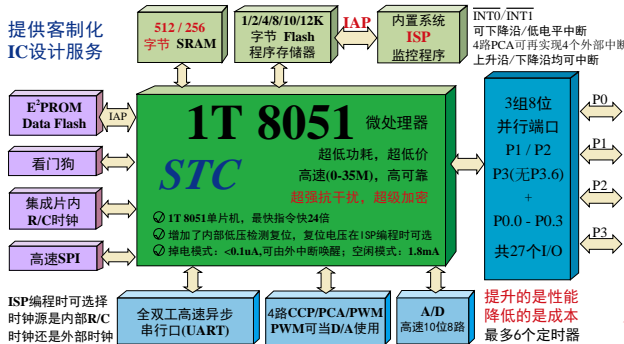 提供客制化
IC设计服务
512 / 256
字节 SRAM
1/2/4/8/10/12K
字节 Flash
程序存储器
IAP
内置系统
ISP
监控程序
INT0/INT1
可下降沿/低电平中断
4路PCA可再实现4个外部中断
上升沿/下降沿均可中断
E²PROM
Data Flash
IAP
看门狗
集成片内
R/C时钟
高速SPI
1T 8051 微处理器
STC
超低功耗，超低价
高速(0-35M)，高可靠
超强抗干扰，超级加密
1T 8051单片机，最快指令快24倍
增加了内部低压检测复位，复位电压在ISP编程时可选
掉电模式：<0.1uA,可由外中断唤醒；空闲模式：1.8mA
3组8位
并行端口
P1 / P2
P3(无P3.6)
+
P0.0 - P0.3
共27个I/O
P0
P1
P2
P3
ISP编程时可选择
时钟源是内部R/C
时钟还是外部时钟
全双工高速异步
串行口(UART)
4路CCP/PCA/PWM
PWM可当D/A使用
A/D
高速10位8路
提升的是性能
降低的是成本
最多6个定时器